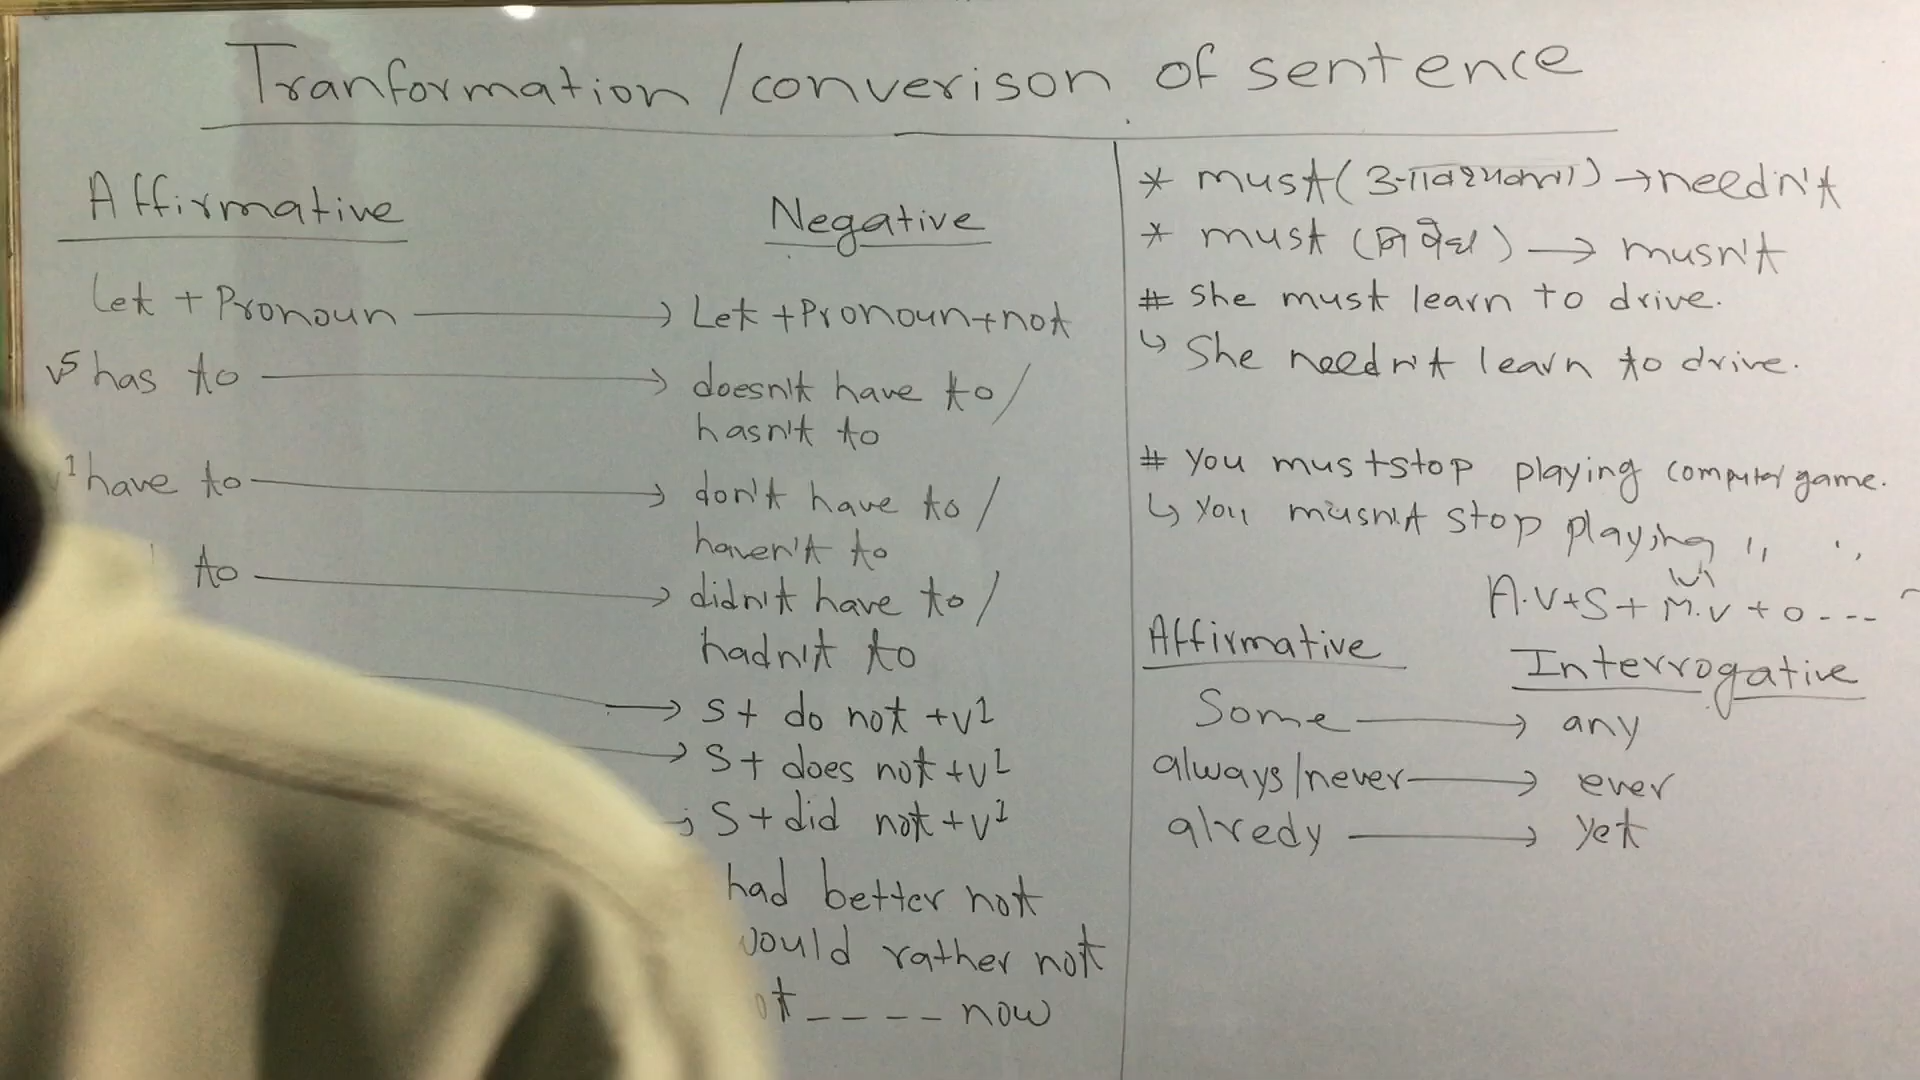 Tranformation / converison of sentence
Affirmative
Negative
Let + Pronoun → Let + Pronoun + not
v5 has to → doesn't have to /
hasn't to
v1 have to → don't have to /
haven't to
to → didn't have to /
hadn't to
→ S + do not + v1
→ S + does not + v1
→ S + did not + v1
had better not
would rather not
---- now
* must (आवश्यकता) → needn't
* must (निषेध) → musn't
# She must learn to drive.
↳ She needn't learn to drive.
# You must stop playing computer game.
↳ You musn't stop playing " "
A.V + S + M.V + O ---
Affirmative
Interrogative
Some → any
always/never → ever
alredy → yet